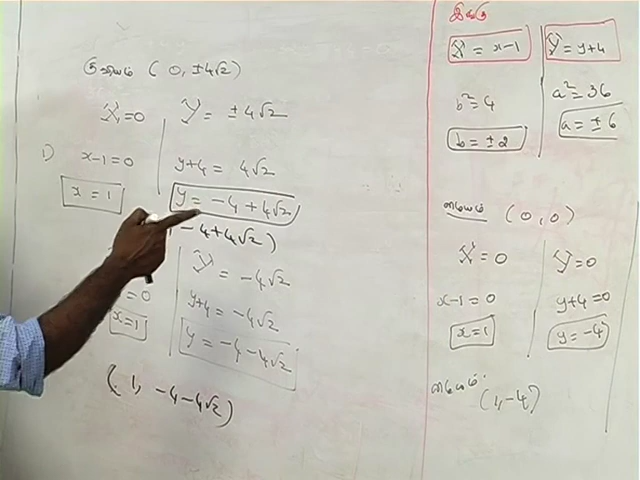 குவியம் (0, ±4√2)
X=0 Y = ±4√2
1) x-1=0 y+4 = 4√2
x = 1 y = -4+4√2
-4+4√2)
Y = -4√2
=0 y+4 = -4√2
x=1 y = -4-4√2
(1, -4-4√2)
இங்கு
X = x-1 Y = y+4
b²=4 a²=36
b = ±2 a = ±6
மையம் (0,0)
X=0 Y=0
x-1=0 y+4=0
x=1 y=-4
மையம். (1,-4)